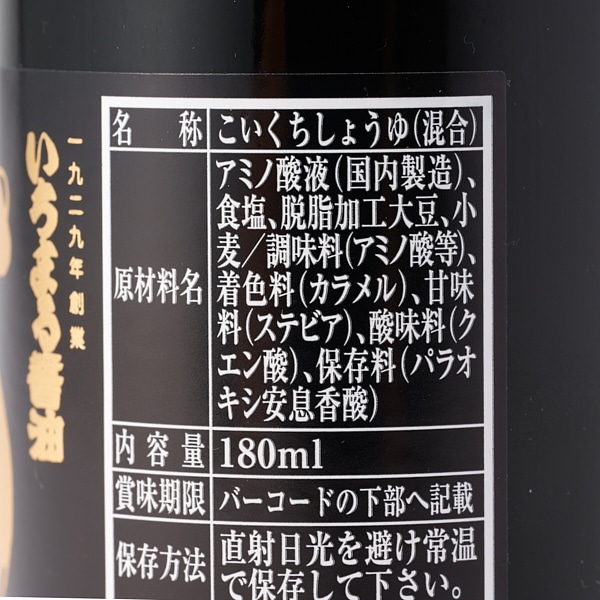 名称 こいくちしょうゆ(混合)
原材料名 アミノ酸液(国内製造)、
食塩、脱脂加工大豆、小
麦/調味料(アミノ酸等)、
着色料(カラメル)、甘味
料(ステビア)、酸味料(ク
エン酸)、保存料(パラオ
キシ安息香酸)
内容量 180ml
賞味期限 バーコードの下部へ記載
保存方法 直射日光を避け常温
で保存して下さい。
一九二九年創業
いちみる醤油